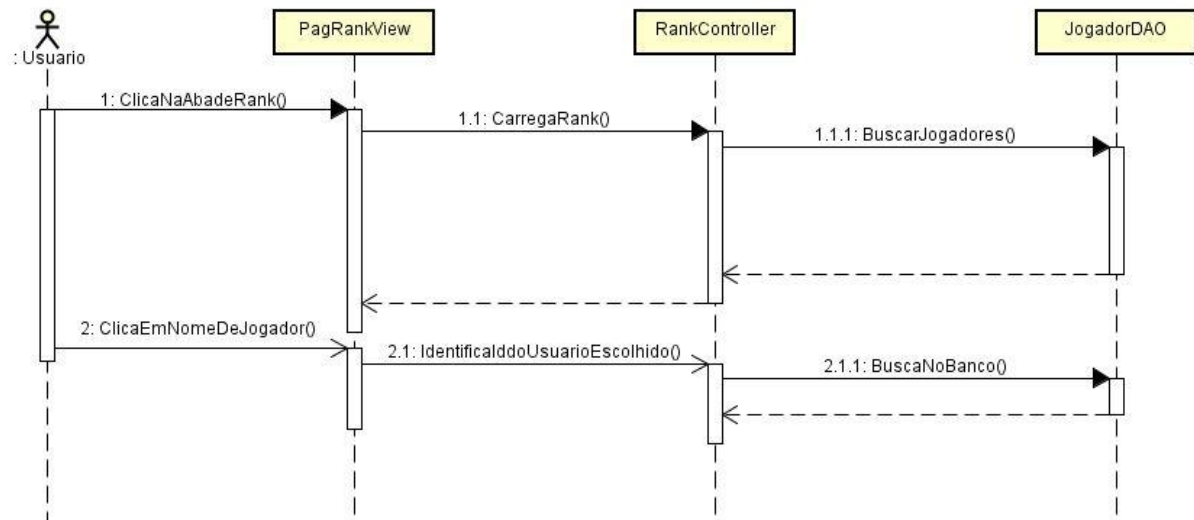 PagRankView
RankController
JogadorDAO
: Usuario
1: ClicaNaAbadeRank()
1.1: CarregaRank()
1.1.1: BuscarJogadores()
2: ClicaEmNomeDeJogador()
2.1: IdentificaIddoUsuarioEscolhido()
2.1.1: BuscaNoBanco()